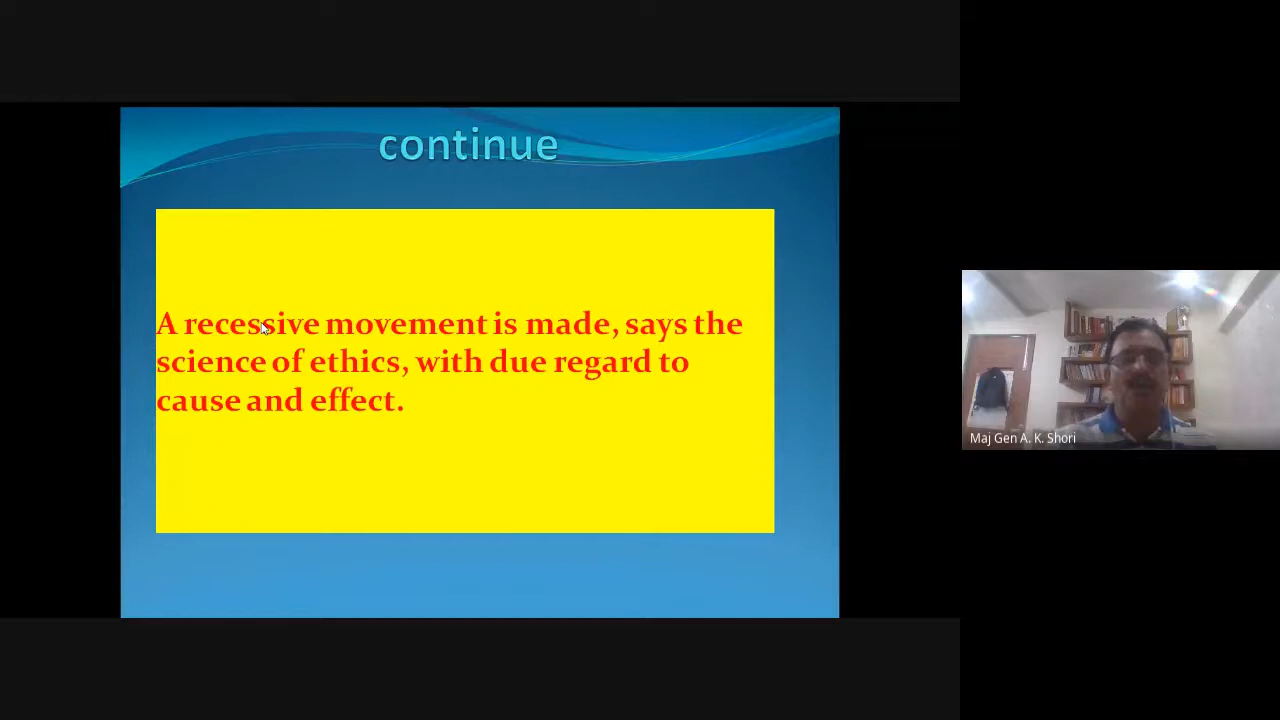 continue
A recessive movement is made, says the
science of ethics, with due regard to
cause and effect.
Maj Gen A. K. Shori